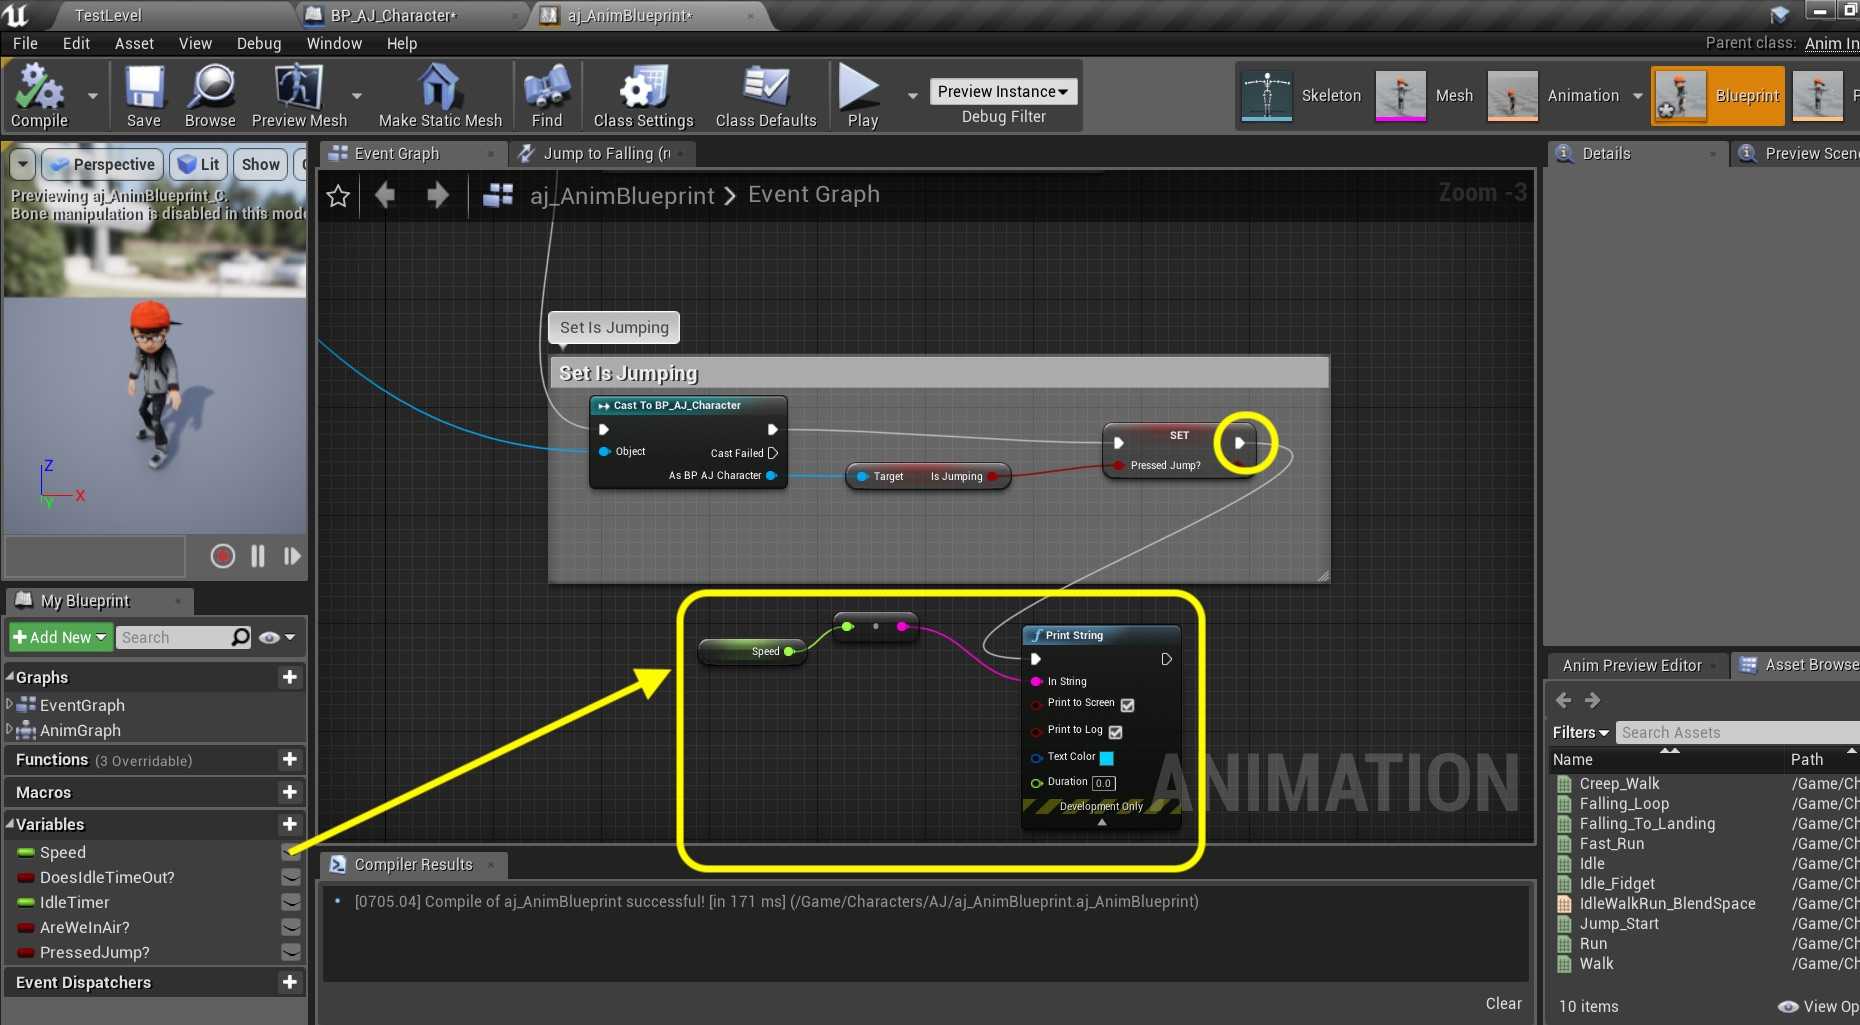 TestLevel
BP_AJ_Character*
aj_AnimBlueprint*
File Edit Asset View Debug Window Help
Parent class: Anim In
Compile
Save
Browse
Preview Mesh
Make Static Mesh
Find
Class Settings
Class Defaults
Play
Preview Instance
Debug Filter
Skeleton
Mesh
Animation
Blueprint
Perspective
Lit
Show
Previewing aj_AnimBlueprint_C.
Bone manipulation is disabled in this mode
Z
X
Y
Event Graph
Jump to Falling (r
aj_AnimBlueprint > Event Graph
Zoom -3
Set Is Jumping
Set Is Jumping
Cast To BP_AJ_Character
Object
Cast Failed
As BP AJ Character
Target Is Jumping
SET
Pressed Jump?
Speed
Print String
In String
Print to Screen
Print to Log
Text Color
Duration 0.0
Development Only
ANIMATION
My Blueprint
Add New
Search
Graphs
EventGraph
AnimGraph
Functions (3 Overridable)
Macros
Variables
Speed
DoesIdleTimeOut?
IdleTimer
AreWeInAir?
PressedJump?
Event Dispatchers
Compiler Results
[0705.04] Compile of aj_AnimBlueprint successful! [in 171 ms] (/Game/Characters/AJ/aj_AnimBlueprint.aj_AnimBlueprint)
Clear
Details
Preview Scen
Anim Preview Editor
Asset Browse
Filters
Search Assets
Name Path
Creep_Walk /Game/Ch
Falling_Loop /Game/Ch
Falling_To_Landing /Game/Ch
Fast_Run /Game/Ch
Idle /Game/Ch
Idle_Fidget /Game/Ch
IdleWalkRun_BlendSpace /Game/Ch
Jump_Start /Game/Ch
Run /Game/Ch
Walk /Game/Ch
10 items
View Op